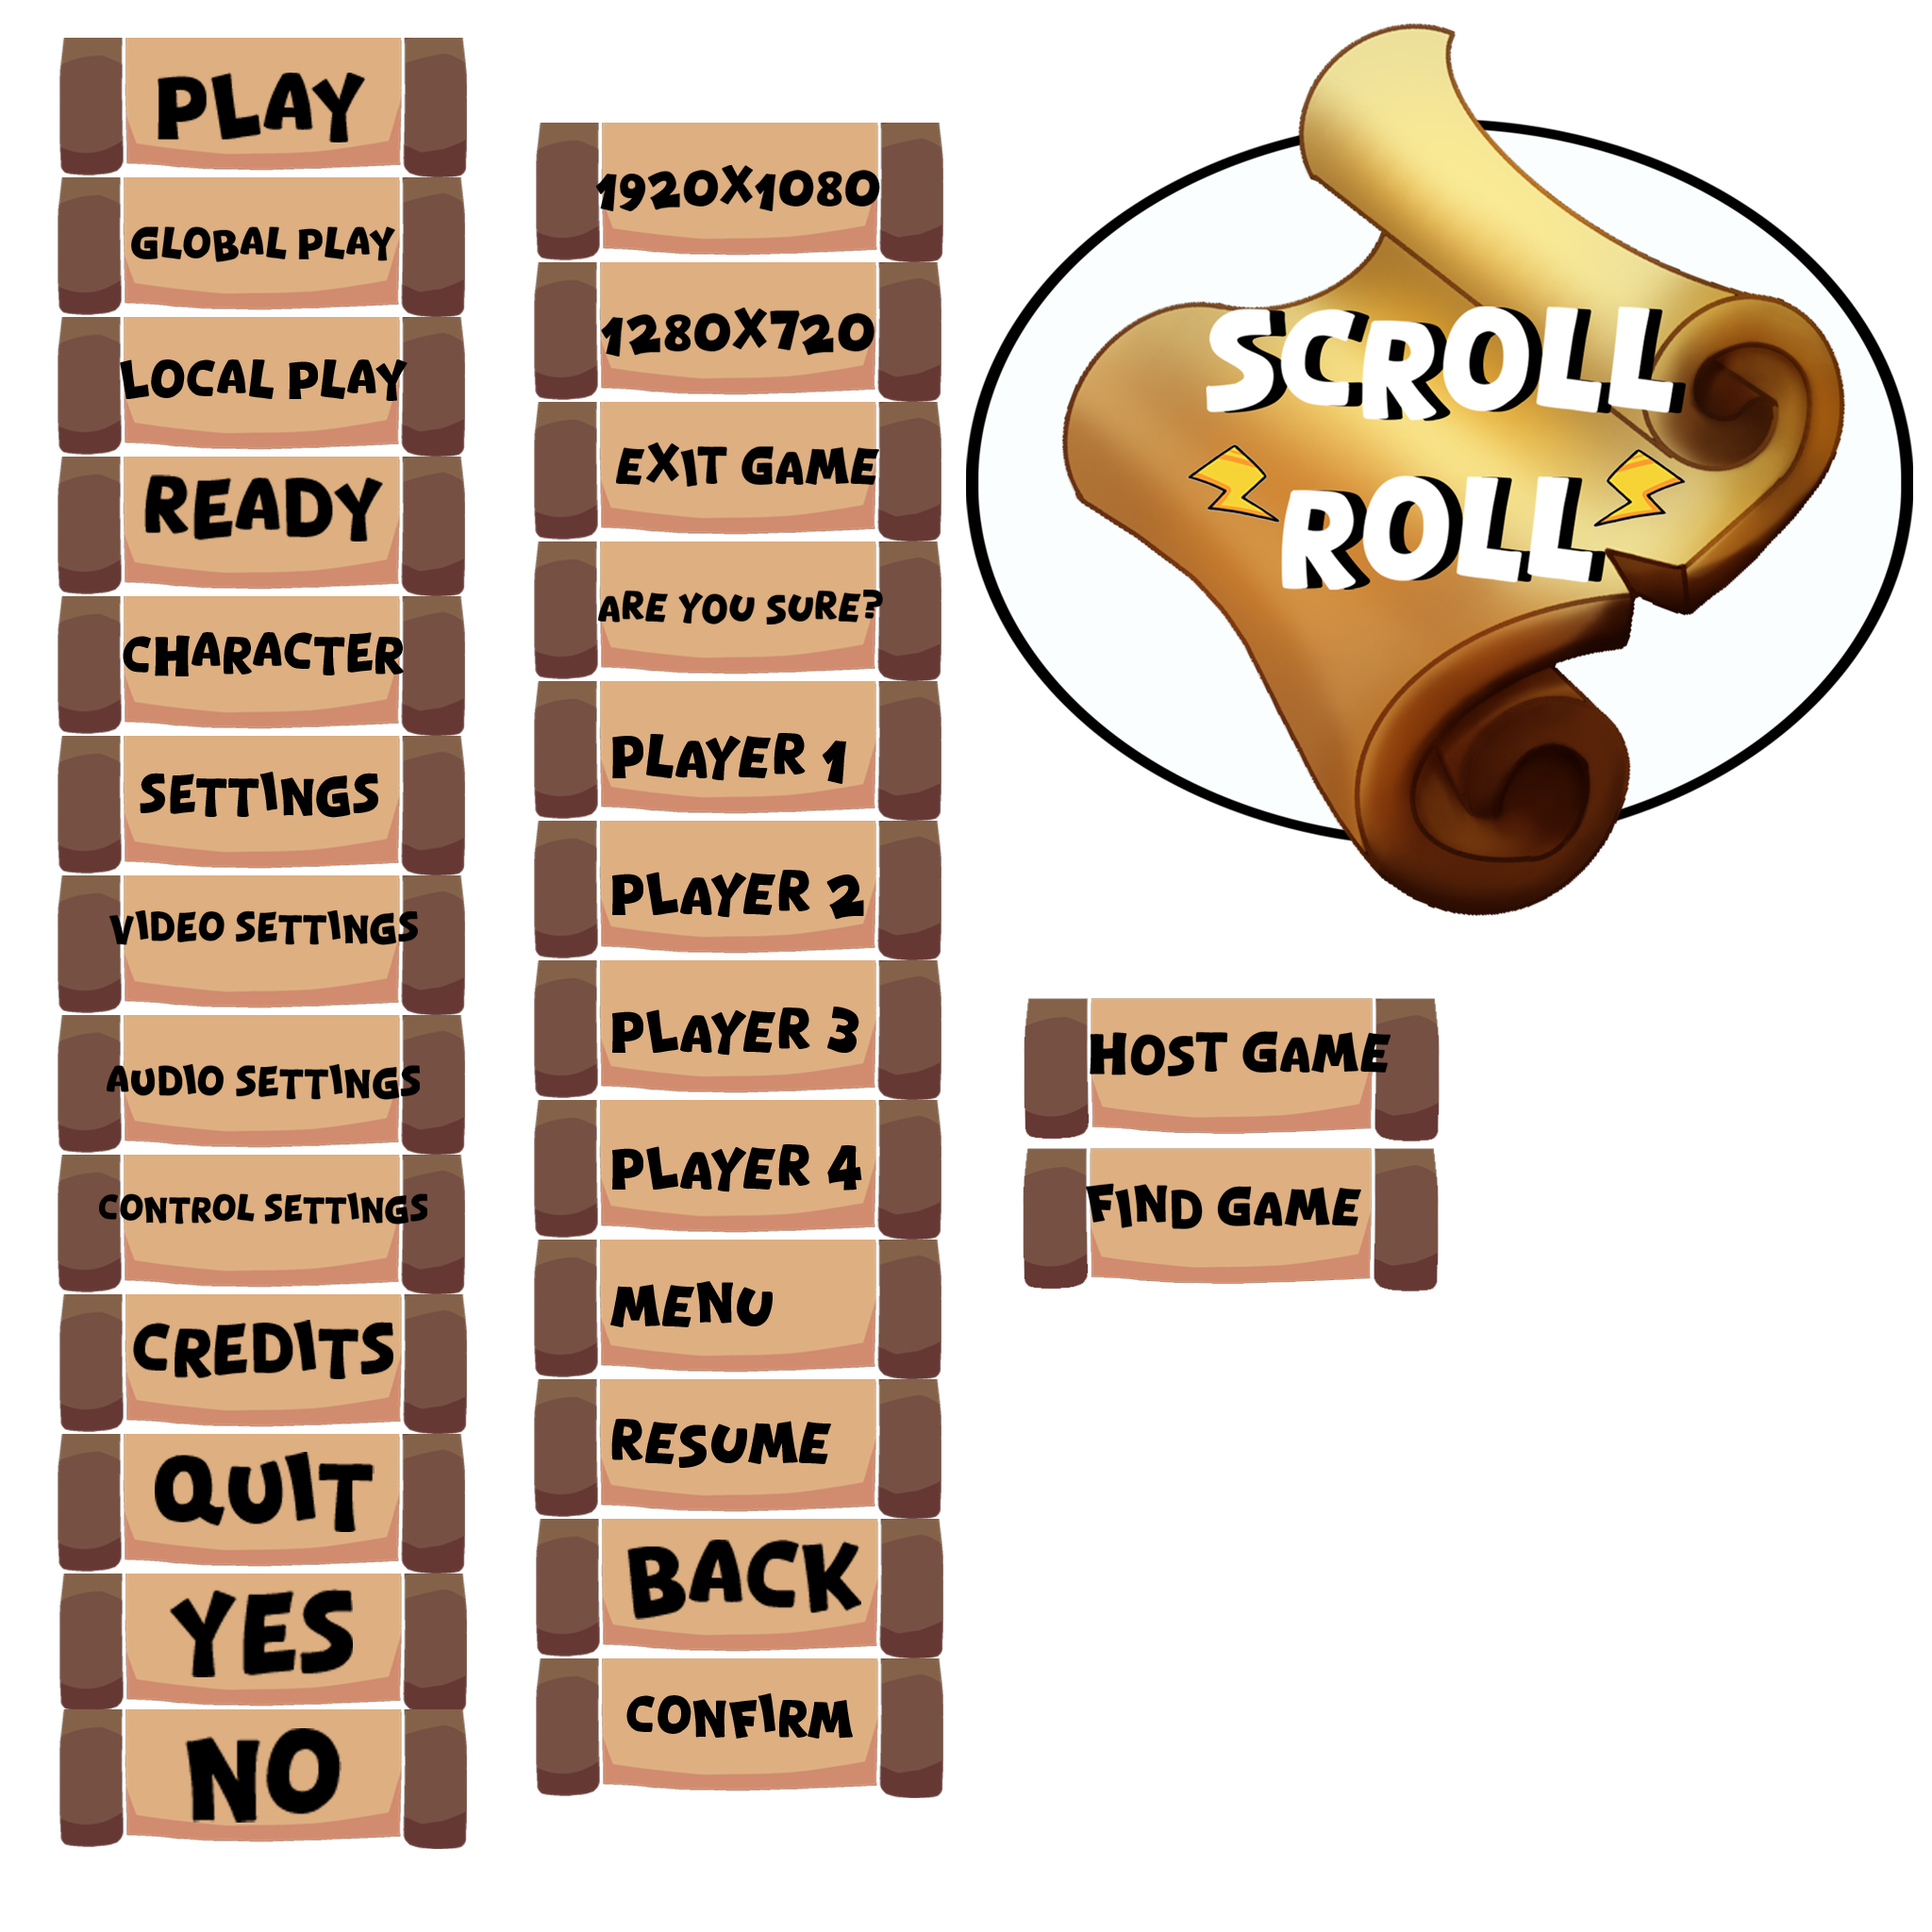 PLAY
GLOBAL PLAY
LOCAL PLAY
READY
CHARACTER
SETTINGS
VIDEO SETTINGS
AUDIO SETTINGS
CONTROL SETTINGS
CREDITS
QUIT
YES
NO
1920X1080
1280X720
EXIT GAME
ARE YOU SURE?
PLAYER 1
PLAYER 2
PLAYER 3
PLAYER 4
MENU
RESUME
BACK
CONFIRM
SCROLL
ROLL
HOST GAME
FIND GAME